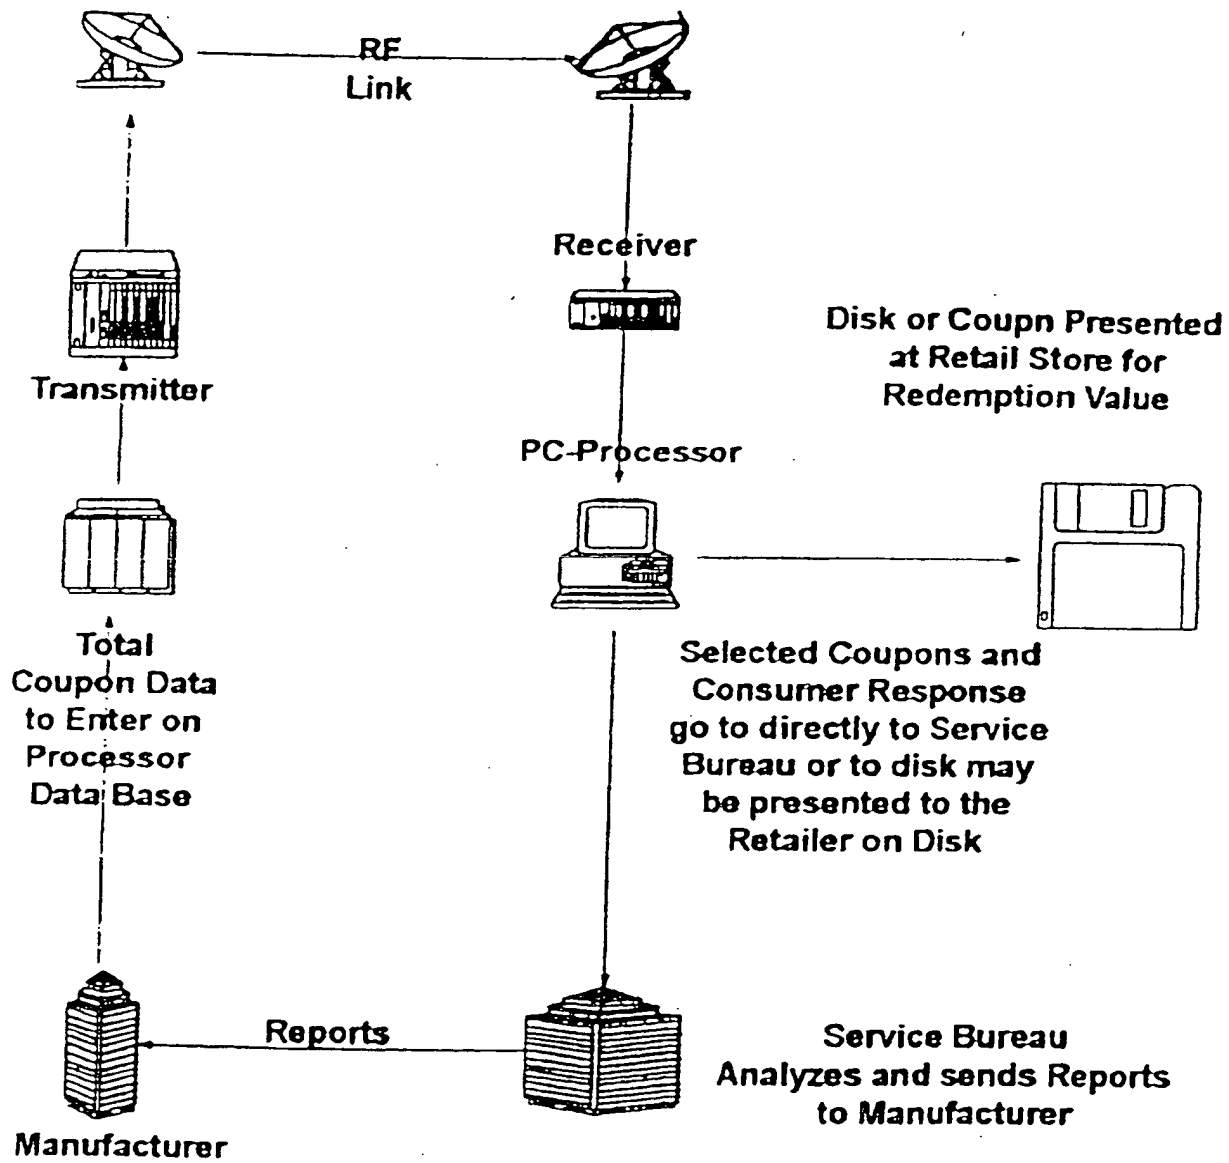 RF
Link
Receiver
Disk or Coupn Presented
at Retail Store for
Redemption Value
Transmitter
PC-Processor
Total
Coupon Data
to Enter on
Processor
Data Base
Selected Coupons and
Consumer Response
go to directly to Service
Bureau or to disk may
be presented to the
Retailer on Disk
Reports
Service Bureau
Analyzes and sends Reports
to Manufacturer
Manufacturer